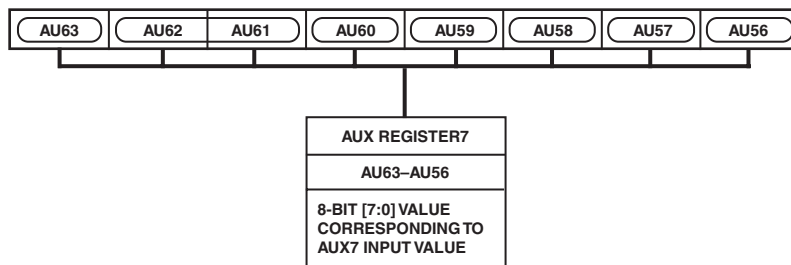 AU63 AU62 AU61 AU60 AU59 AU58 AU57 AU56
AUX REGISTER7
AU63–AU56
8-BIT [7:0] VALUE
CORRESPONDING TO
AUX7 INPUT VALUE